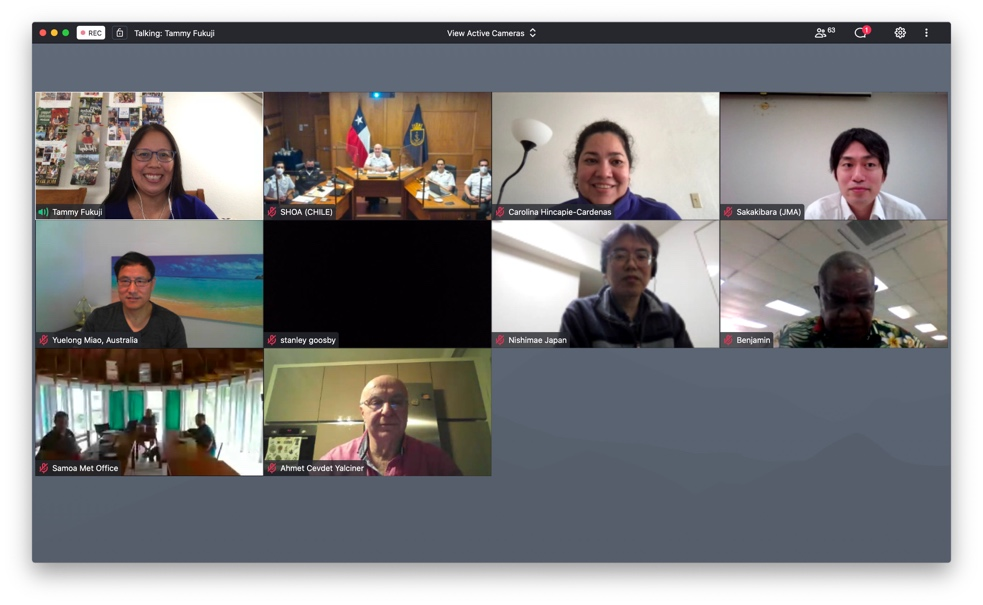 REC
Talking: Tammy Fukuji
View Active Cameras
63
1
Tammy Fukuji
SHOA (CHILE)
Carolina Hincapie-Cardenas
Sakakibara (JMA)
Yuelong Miao, Australia
stanley goosby
Nishimae Japan
Benjamin
Samoa Met Office
Ahmet Cevdet Yalciner